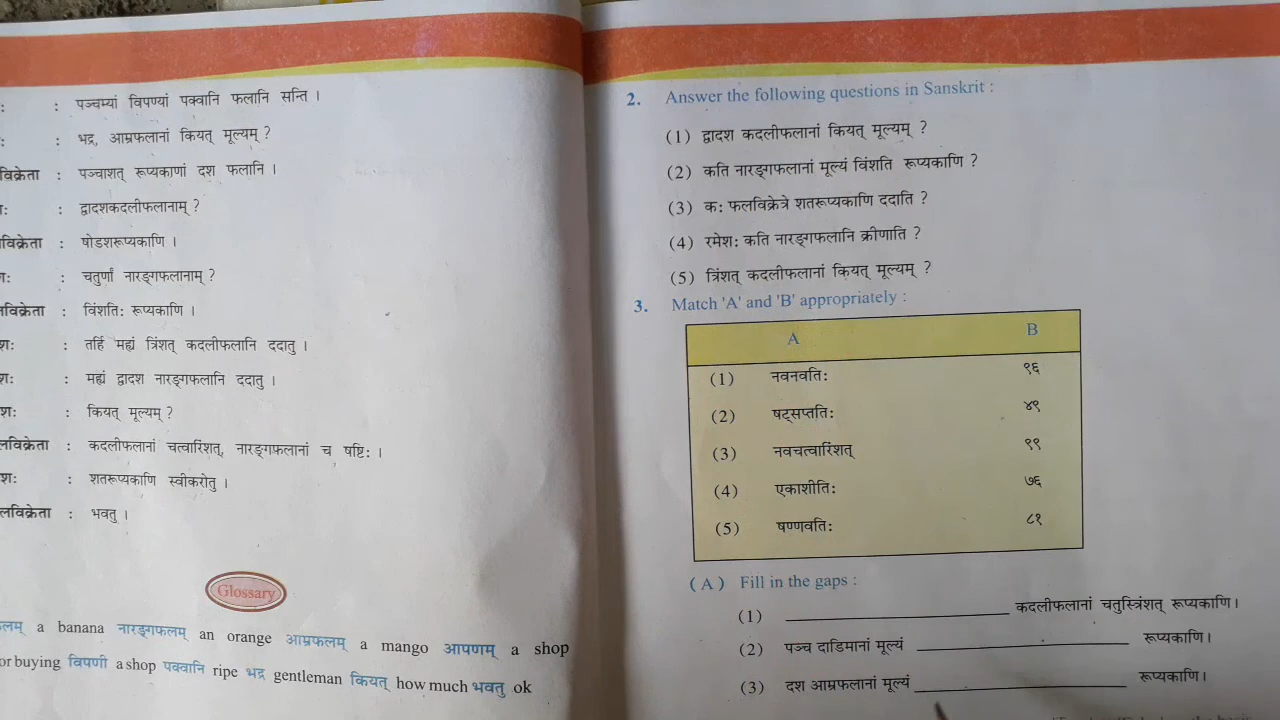 : पञ्चम्यां विपण्यां पक्वानि फलानि सन्ति ।
: भद्र, आम्रफलानां कियत् मूल्यम् ?
विक्रेता : पञ्चाशत् रूप्यकाणां दश फलानि ।
: द्वादशकदलीफलानाम् ?
विक्रेता : षोडशरूप्यकाणि ।
: चतुर्णां नारङ्गफलानाम् ?
विक्रेता : विंशतिः रूप्यकाणि ।
शः : तर्हि मह्यं त्रिंशत् कदलीफलानि ददातु ।
शः : मह्यं द्वादश नारङ्गफलानि ददातु ।
शः : कियत् मूल्यम् ?
लविक्रेता : कदलीफलानां चत्वारिंशत्, नारङ्गफलानां च षष्टिः ।
शः : शतरूप्यकाणि स्वीकरोतु ।
लविक्रेता : भवतु ।
Glossary
लम् a banana नारङ्गफलम् an orange आम्रफलम् a mango आपणम् a shop
or buying विपणी a shop पक्वानि ripe भद्र gentleman कियत् how much भवतु ok
2. Answer the following questions in Sanskrit :
(1) द्वादश कदलीफलानां कियत् मूल्यम् ?
(2) कति नारङ्गफलानां मूल्यं विंशति रूप्यकाणि ?
(3) कः फलविक्रेत्रे शतरूप्यकाणि ददाति ?
(4) रमेशः कति नारङ्गफलानि क्रीणाति ?
(5) त्रिंशत् कदलीफलानां कियत् मूल्यम् ?
3. Match 'A' and 'B' appropriately :
A B
(1) नवनवतिः ९६
(2) षट्सप्ततिः ४९
(3) नवचत्वारिंशत् ९९
(4) एकाशीतिः ७६
(5) षण्णवतिः ८१
(A) Fill in the gaps :
(1) ____________ कदलीफलानां चतुस्त्रिंशत् रूप्यकाणि।
(2) पञ्च दाडिमानां मूल्यं ____________ रूप्यकाणि।
(3) दश आम्रफलानां मूल्यं ____________ रूप्यकाणि।